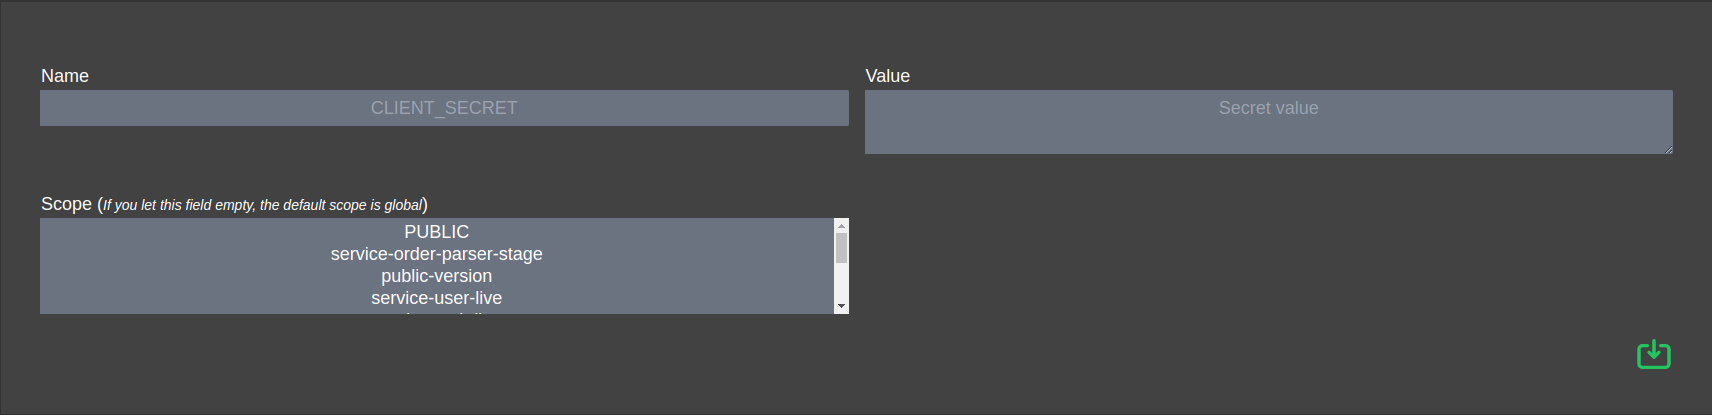 Name
Value
CLIENT_SECRET
Secret value
Scope (If you let this field empty, the default scope is global)
PUBLIC
service-order-parser-stage
public-version
service-user-live